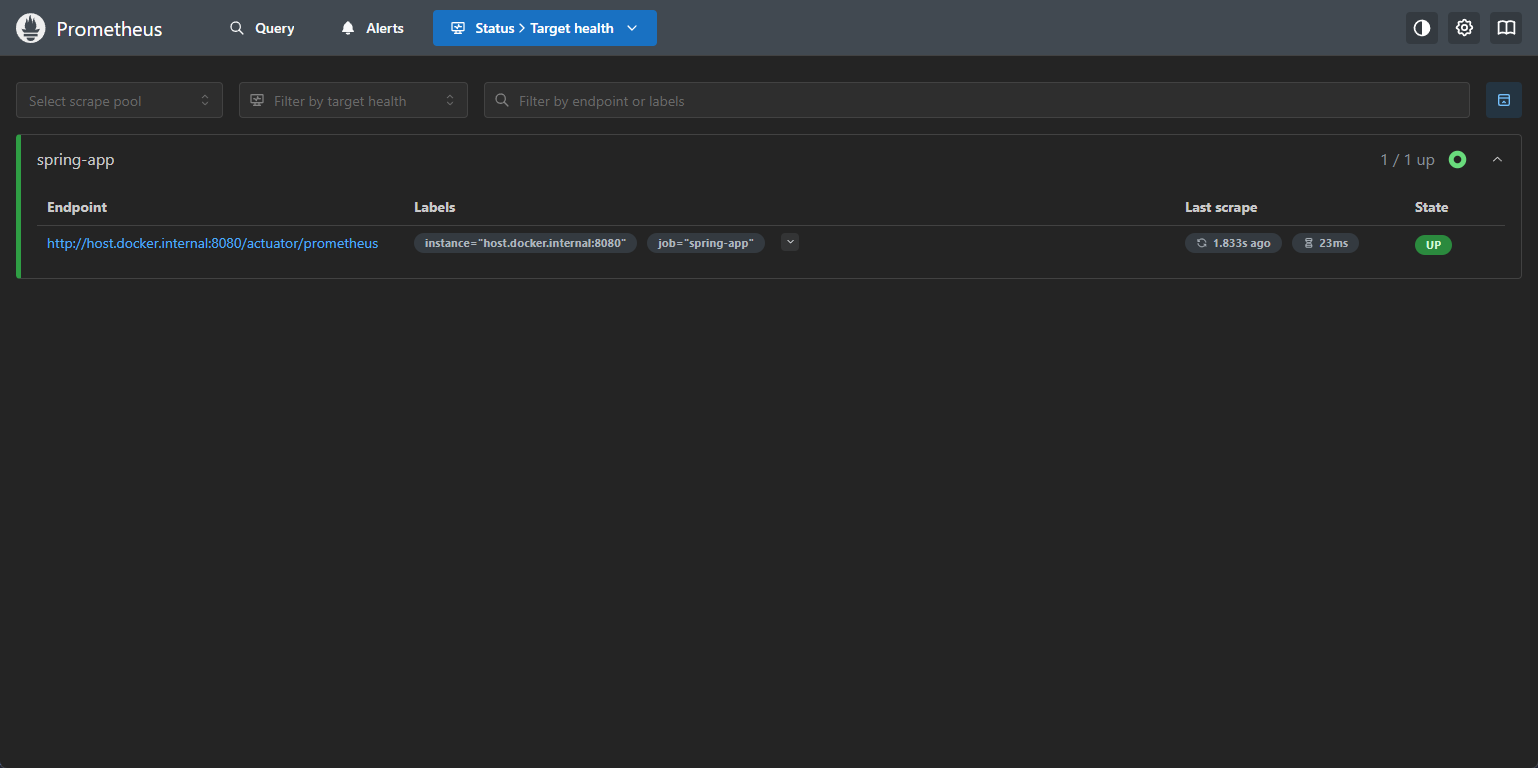 Prometheus Query Alerts Status > Target health
Select scrape pool Filter by target health Filter by endpoint or labels
spring-app 1 / 1 up
Endpoint Labels Last scrape State
http://host.docker.internal:8080/actuator/prometheus instance="host.docker.internal:8080" job="spring-app" 1.833s ago 23ms UP